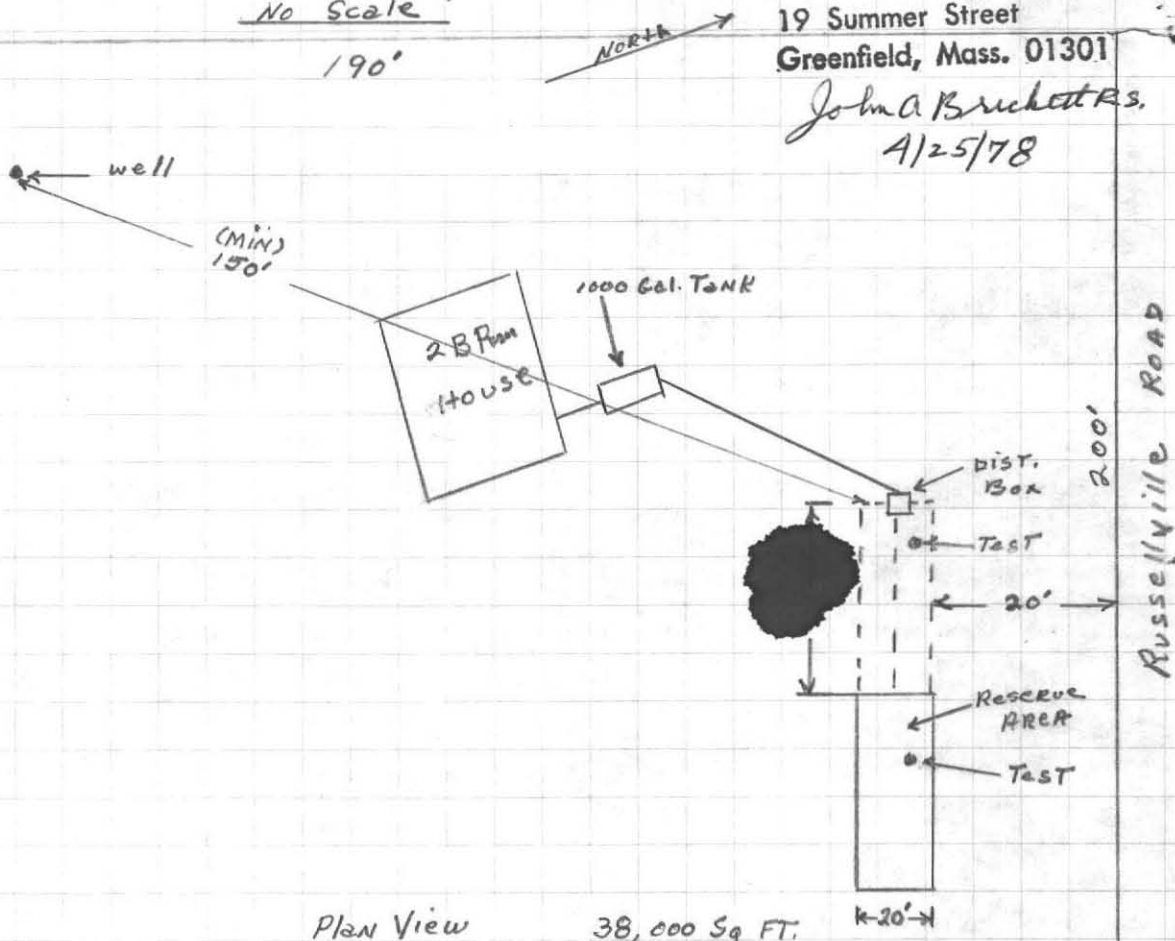 No Scale
190'
NORTH
19 Summer Street
Greenfield, Mass. 01301
John A Brickett R.S.
4/25/78
well
(MIN)
150'
1000 Gal. TANK
2 B Rm
House
DIST.
Box
Test
20'
200'
Russellville ROAD
Reserve
AREA
Test
20'
Plan View 38,000 Sq FT.